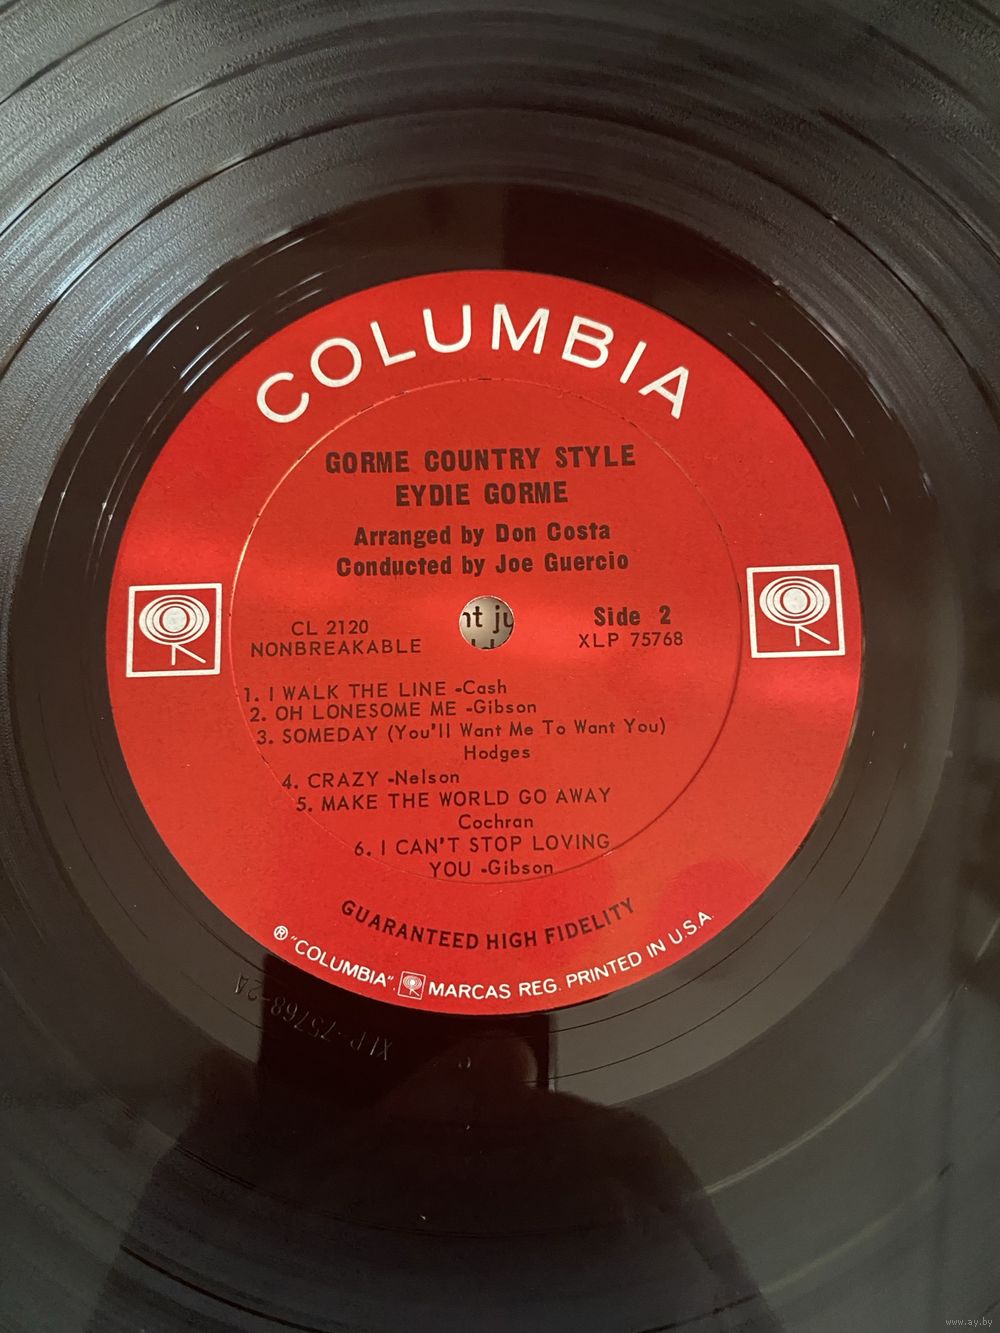 COLUMBIA
GORME COUNTRY STYLE
EYDIE GORME
Arranged by Don Costa
Conducted by Joe Guercio
CL 2120
NONBREAKABLE
Side 2
XLP 75768
1. I WALK THE LINE -Cash
2. OH LONESOME ME -Gibson
3. SOMEDAY (You'll Want Me To Want You)
Hodges
4. CRAZY -Nelson
5. MAKE THE WORLD GO AWAY
Cochran
6. I CAN'T STOP LOVING
YOU -Gibson
GUARANTEED HIGH FIDELITY
® "COLUMBIA", MARCAS REG. PRINTED IN U.S.A.
XLP-75768-2A
www.ay.by